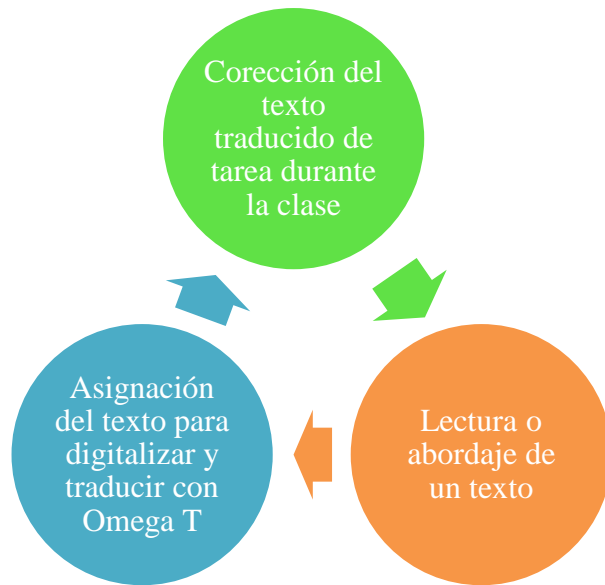 Corección del
texto
traducido de
tarea durante
la clase
Lectura o
abordaje de
un texto
Asignación
del texto para
digitalizar y
traducir con
Omega T